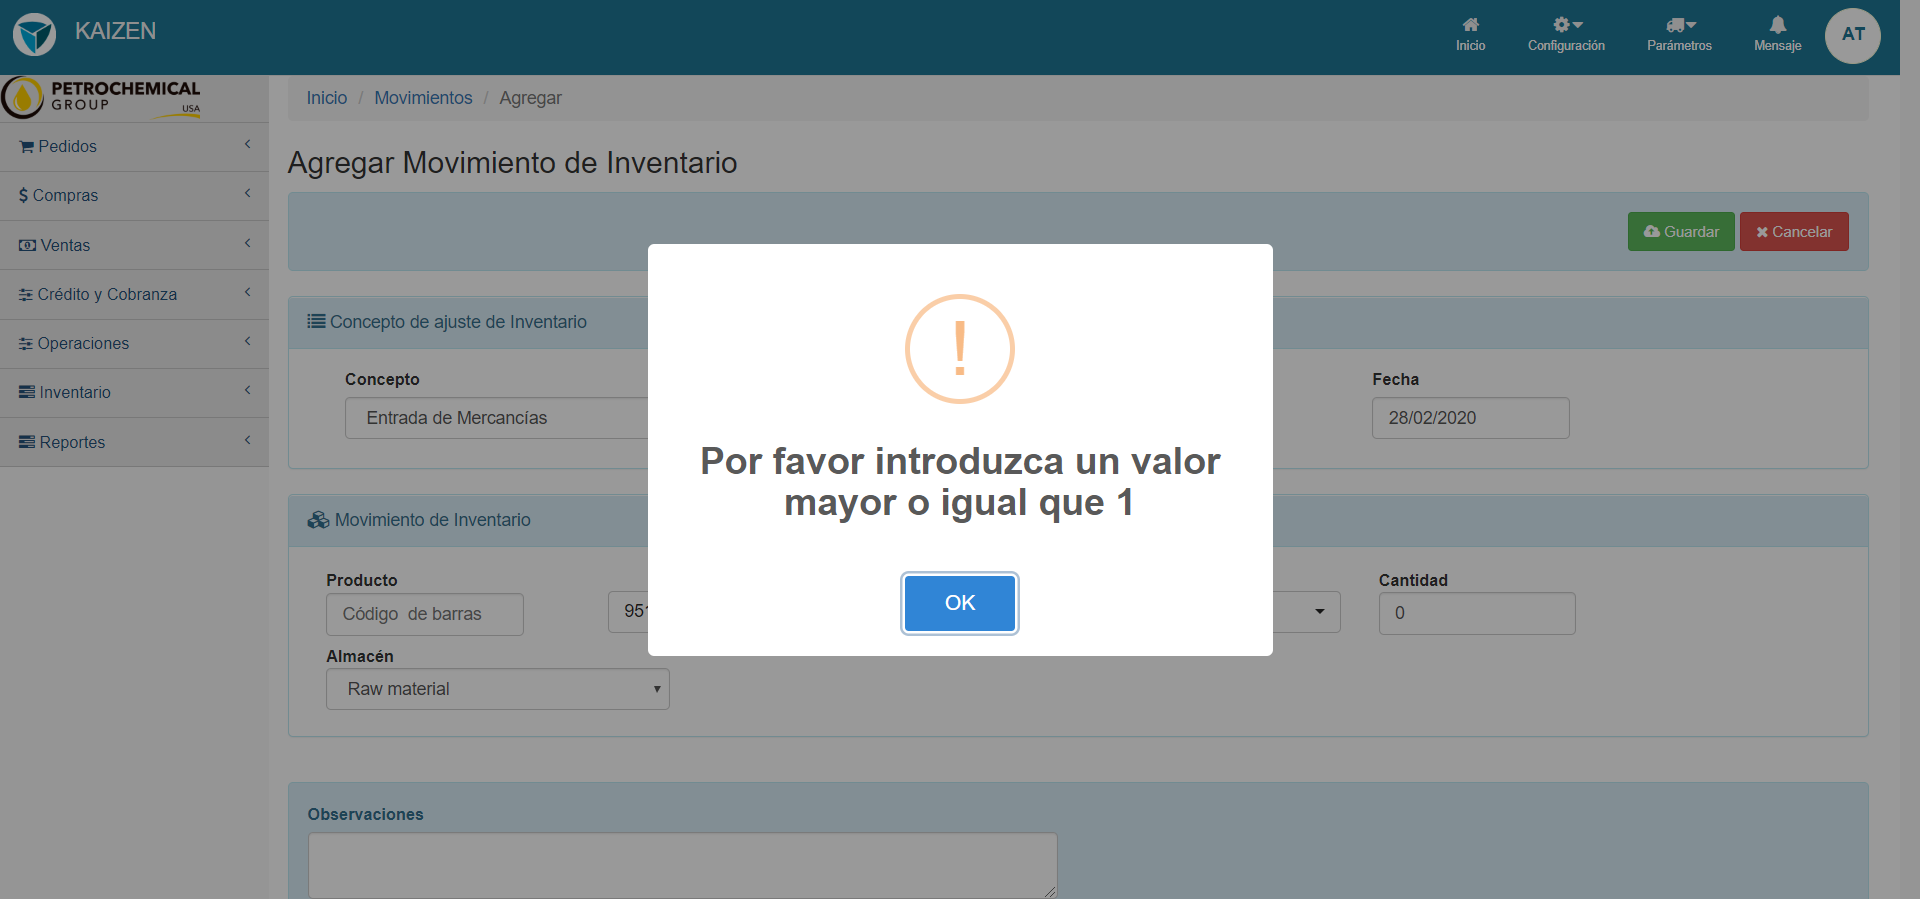 KAIZEN
Inicio
Configuración
Parámetros
Mensaje
AT
PETROCHEMICAL
GROUP
USA
Pedidos
Compras
Ventas
Crédito y Cobranza
Operaciones
Inventario
Reportes
Inicio / Movimientos / Agregar
Agregar Movimiento de Inventario
Guardar
Cancelar
Concepto de ajuste de Inventario
Concepto
Fecha
Entrada de Mercancías
28/02/2020
Por favor introduzca un valor
mayor o igual que 1
OK
Movimiento de Inventario
Producto
Cantidad
Código de barras
0
Almacén
Raw material
Observaciones